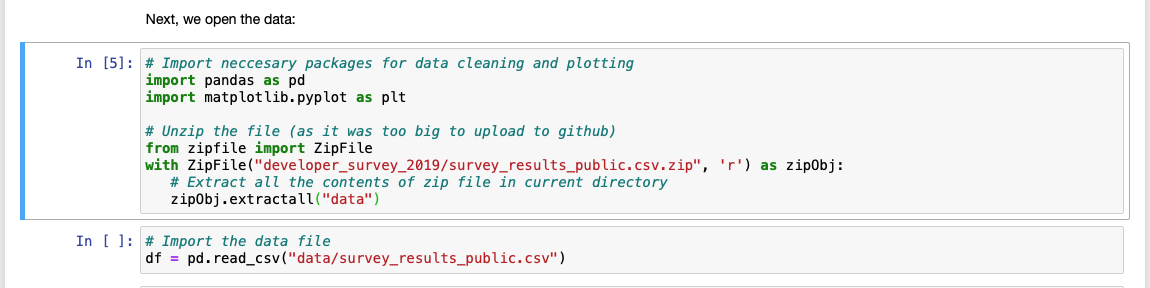 Next, we open the data:
In [5]:
# Import neccesary packages for data cleaning and plotting
import pandas as pd
import matplotlib.pyplot as plt
# Unzip the file (as it was too big to upload to github)
from zipfile import ZipFile
with ZipFile("developer_survey_2019/survey_results_public.csv.zip", 'r') as zipObj:
# Extract all the contents of zip file in current directory
zipObj.extractall("data")
In [ ]:
# Import the data file
df = pd.read_csv("data/survey_results_public.csv")